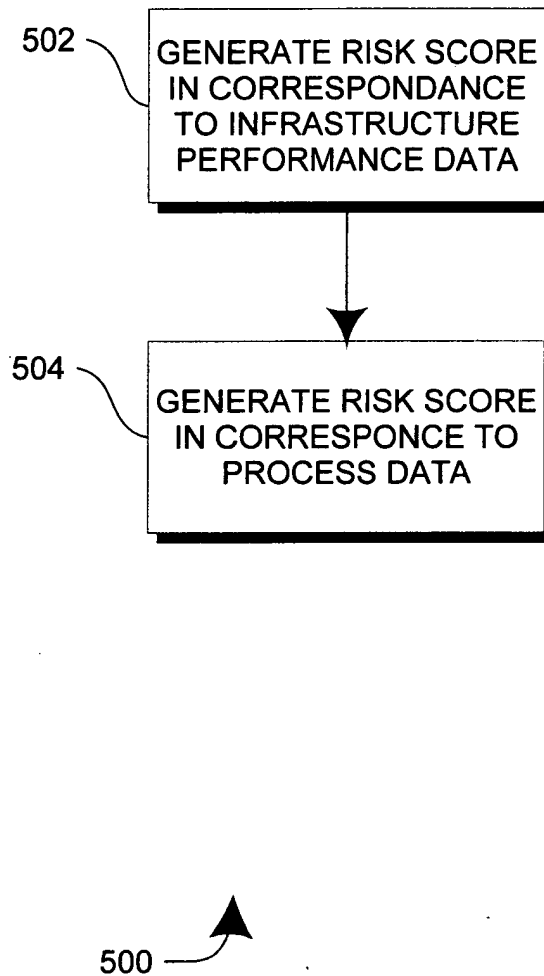 502
GENERATE RISK SCORE
IN CORRESPONDANCE
TO INFRASTRUCTURE
PERFORMANCE DATA
504
GENERATE RISK SCORE
IN CORRESPONCE TO
PROCESS DATA
500